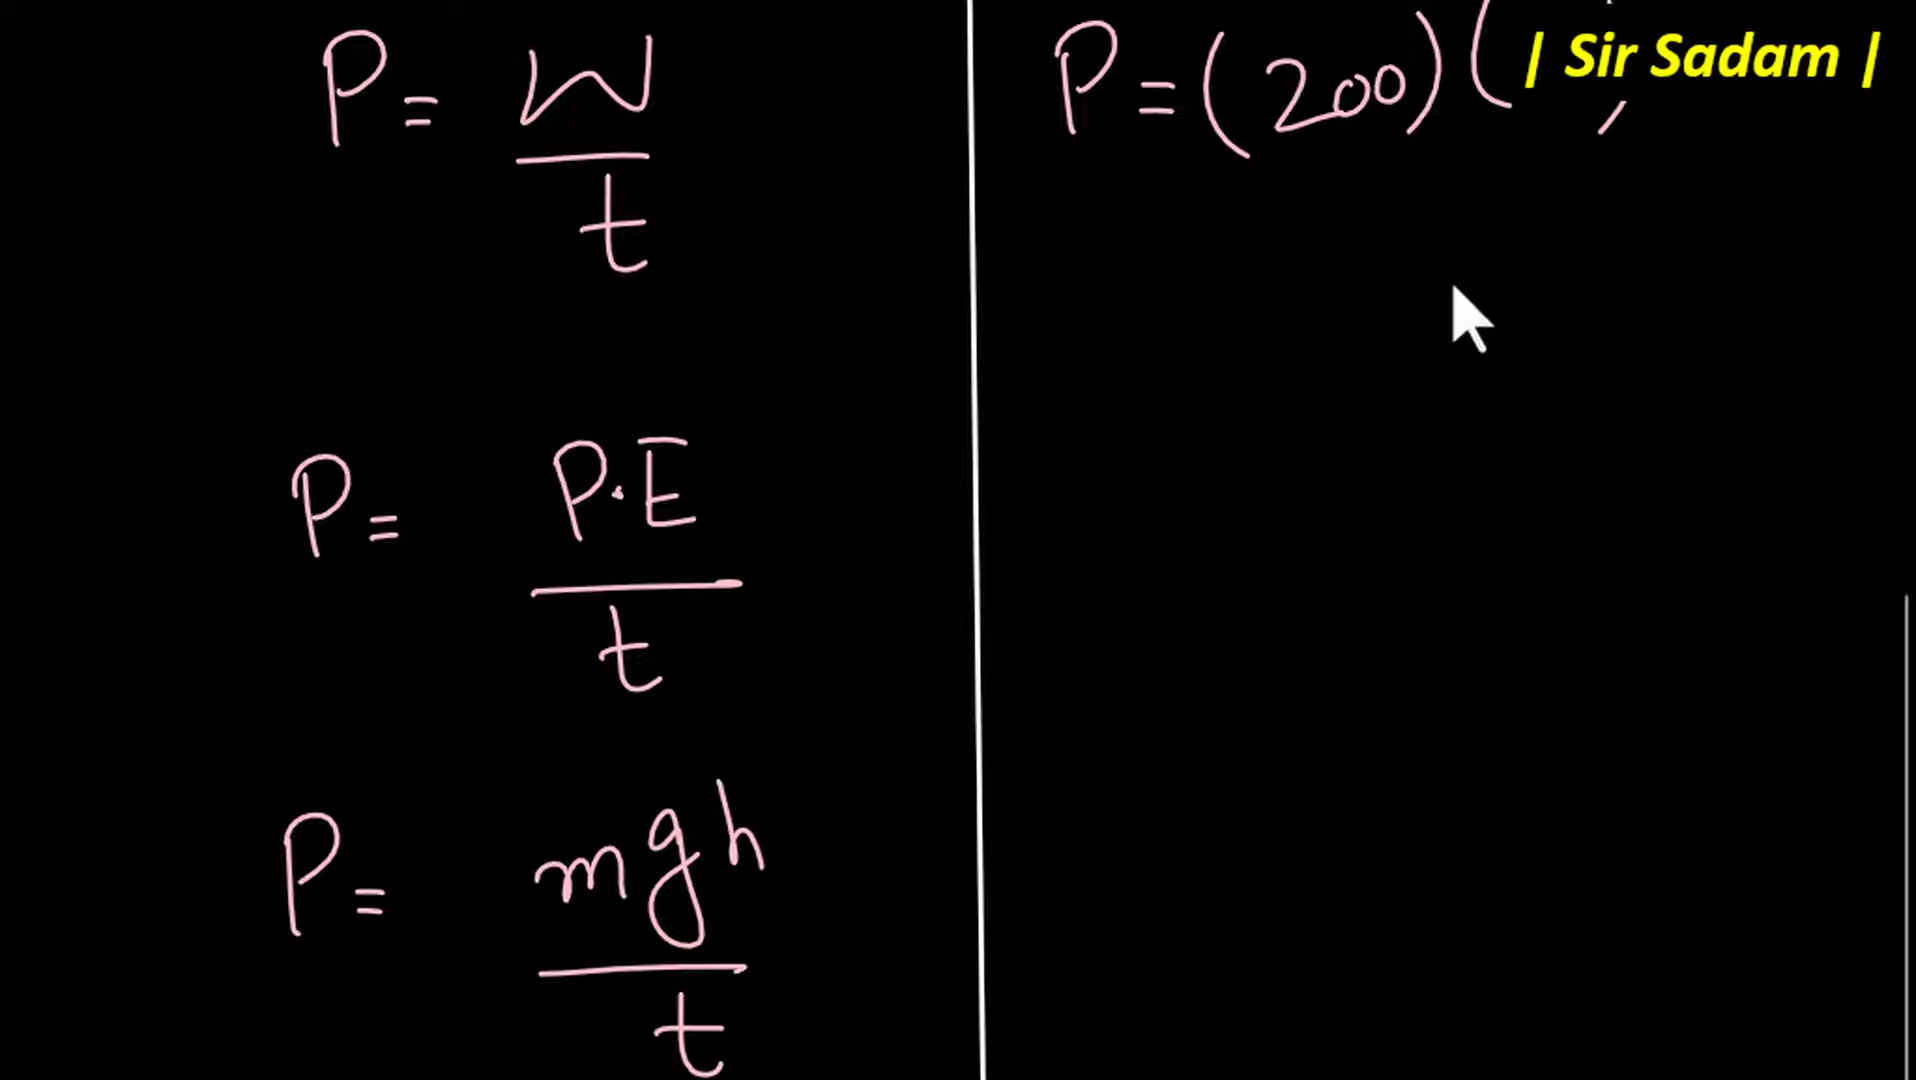 P = W
t
P = P.E
t
P = mgh
t
P = (200) (
| Sir Sadam |